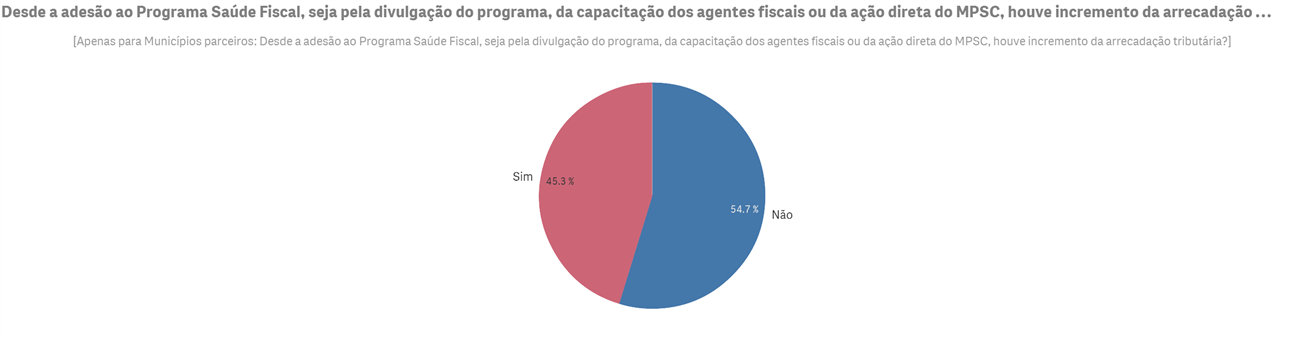 Desde a adesão ao Programa Saúde Fiscal, seja pela divulgação do programa, da capacitação dos agentes fiscais ou da ação direta do MPSC, houve incremento da arrecadação ...
[Apenas para Municípios parceiros: Desde a adesão ao Programa Saúde Fiscal, seja pela divulgação do programa, da capacitação dos agentes fiscais ou da ação direta do MPSC, houve incremento da arrecadação tributária?]
Sim
45.3 %
54.7 %
Não